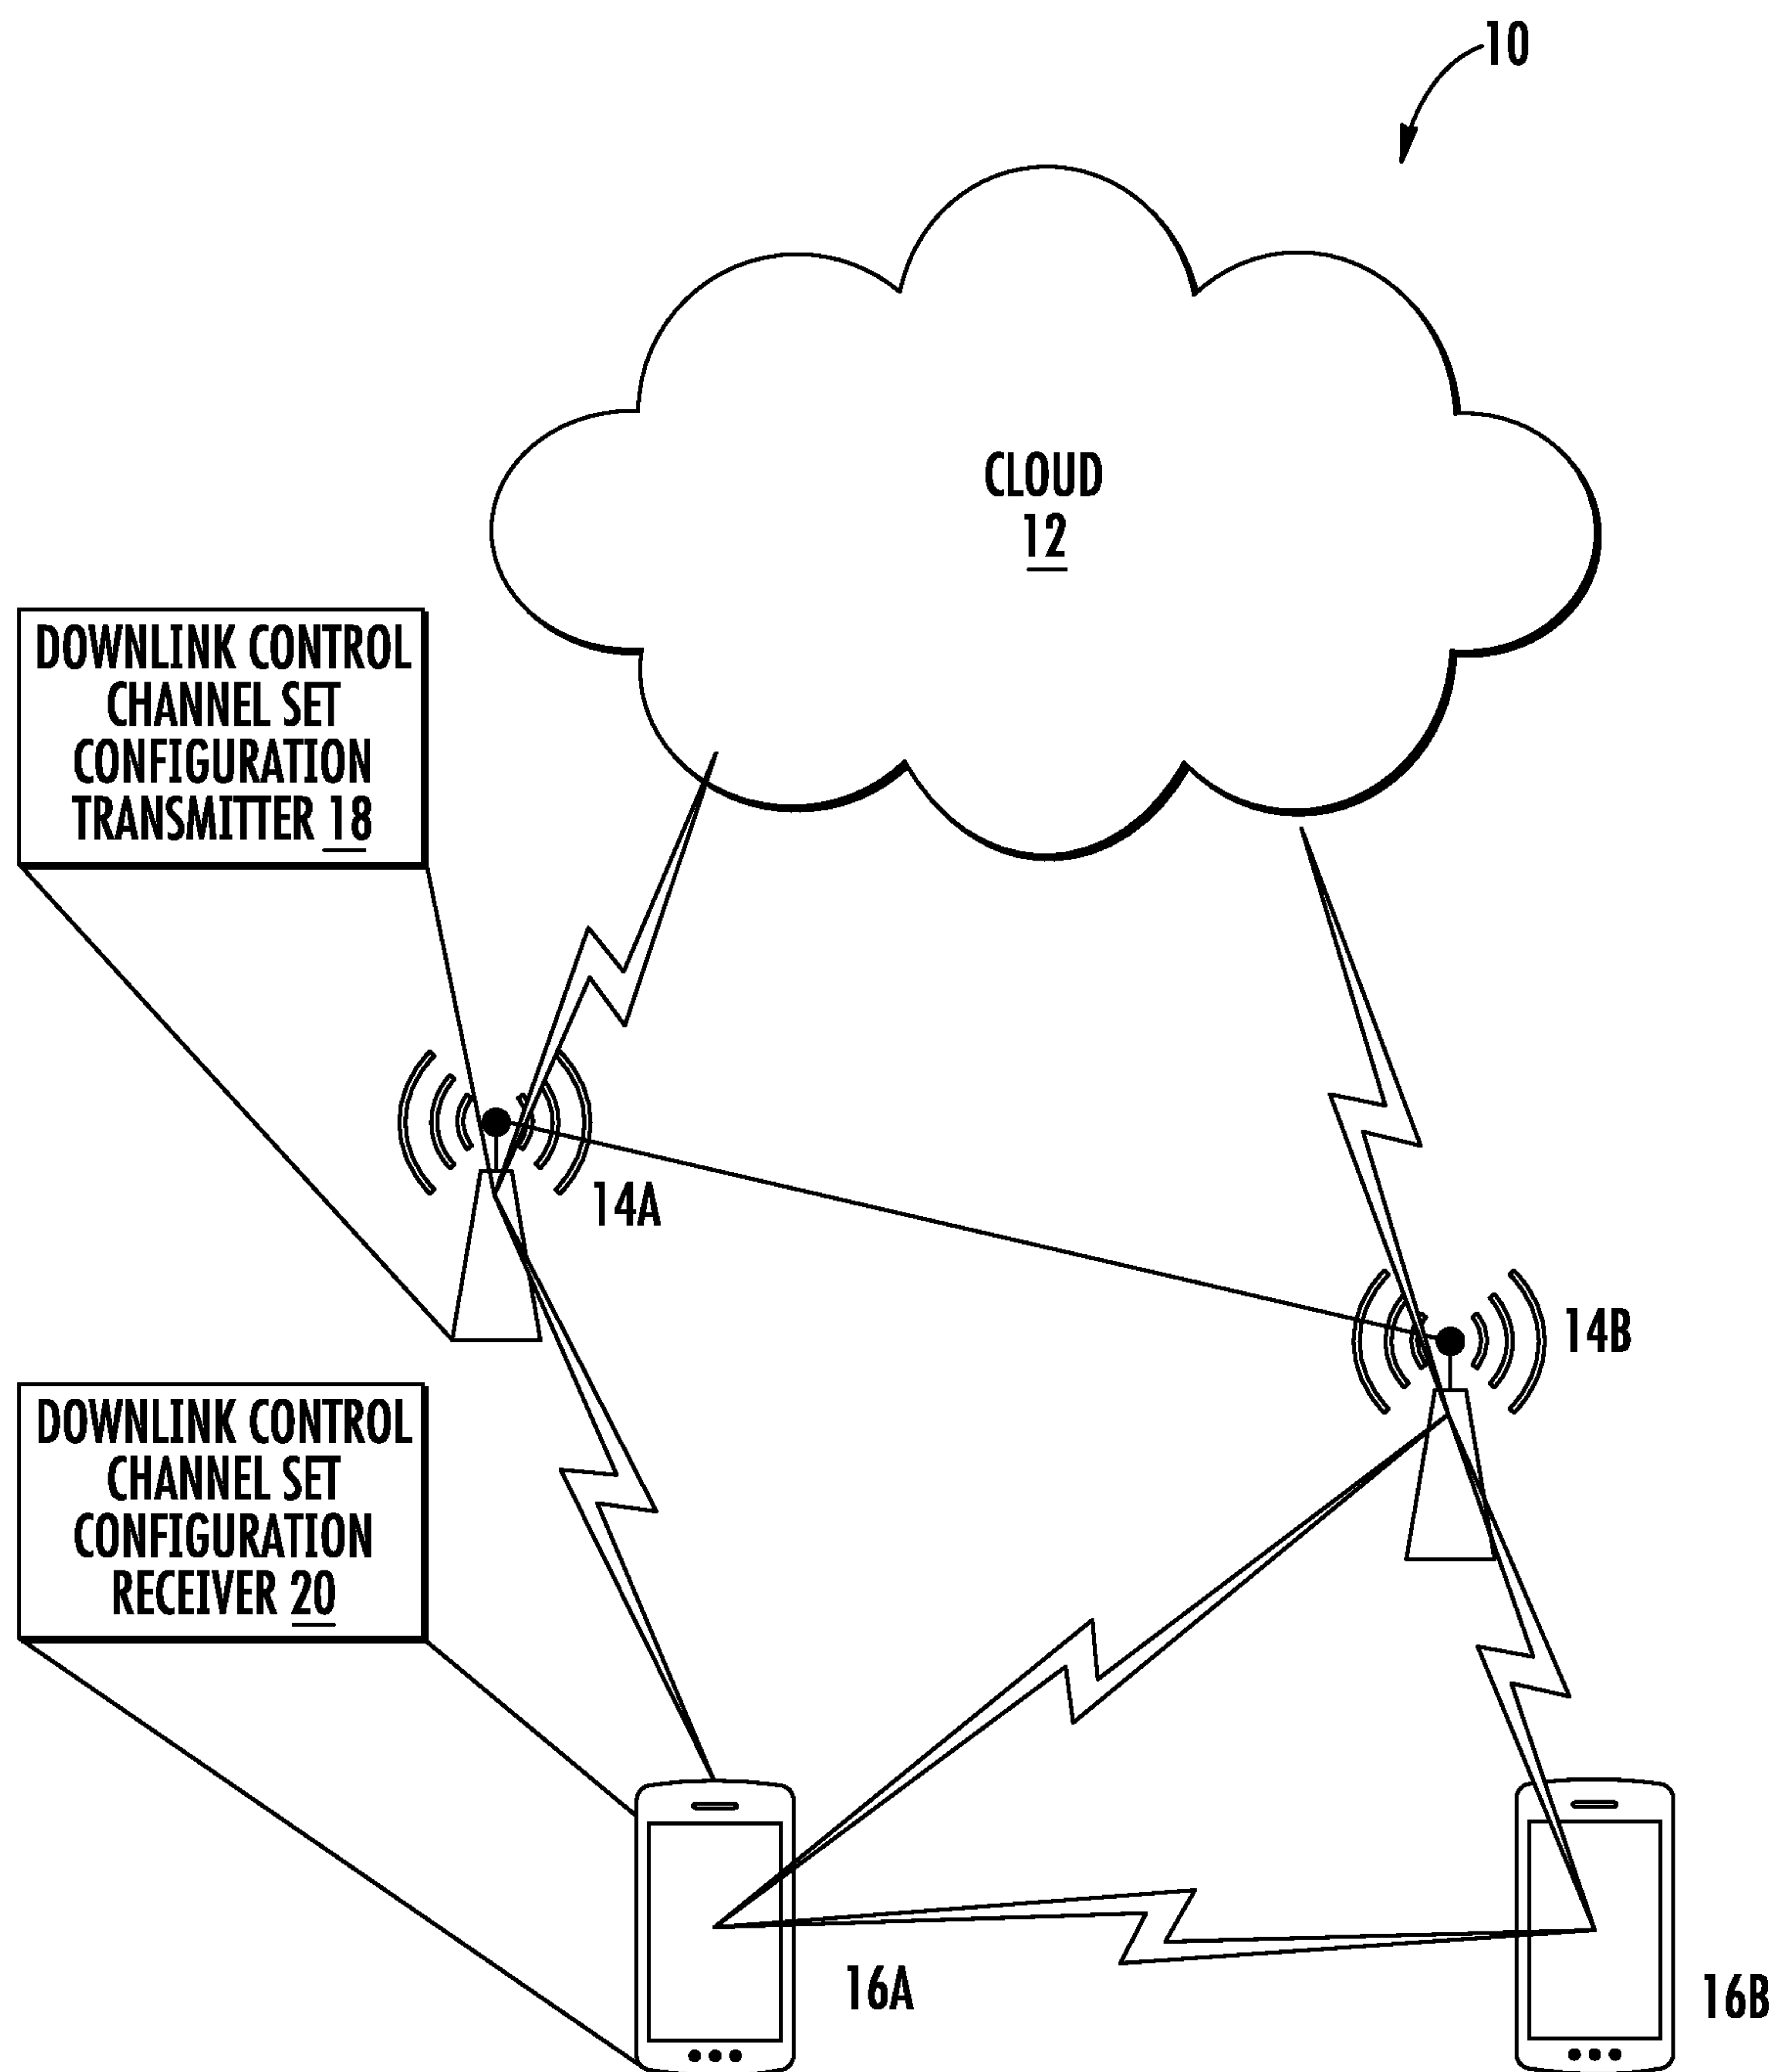 10
CLOUD
12
DOWNLINK CONTROL
CHANNEL SET
CONFIGURATION
TRANSMITTER 18
14A
14B
DOWNLINK CONTROL
CHANNEL SET
CONFIGURATION
RECEIVER 20
16A
16B